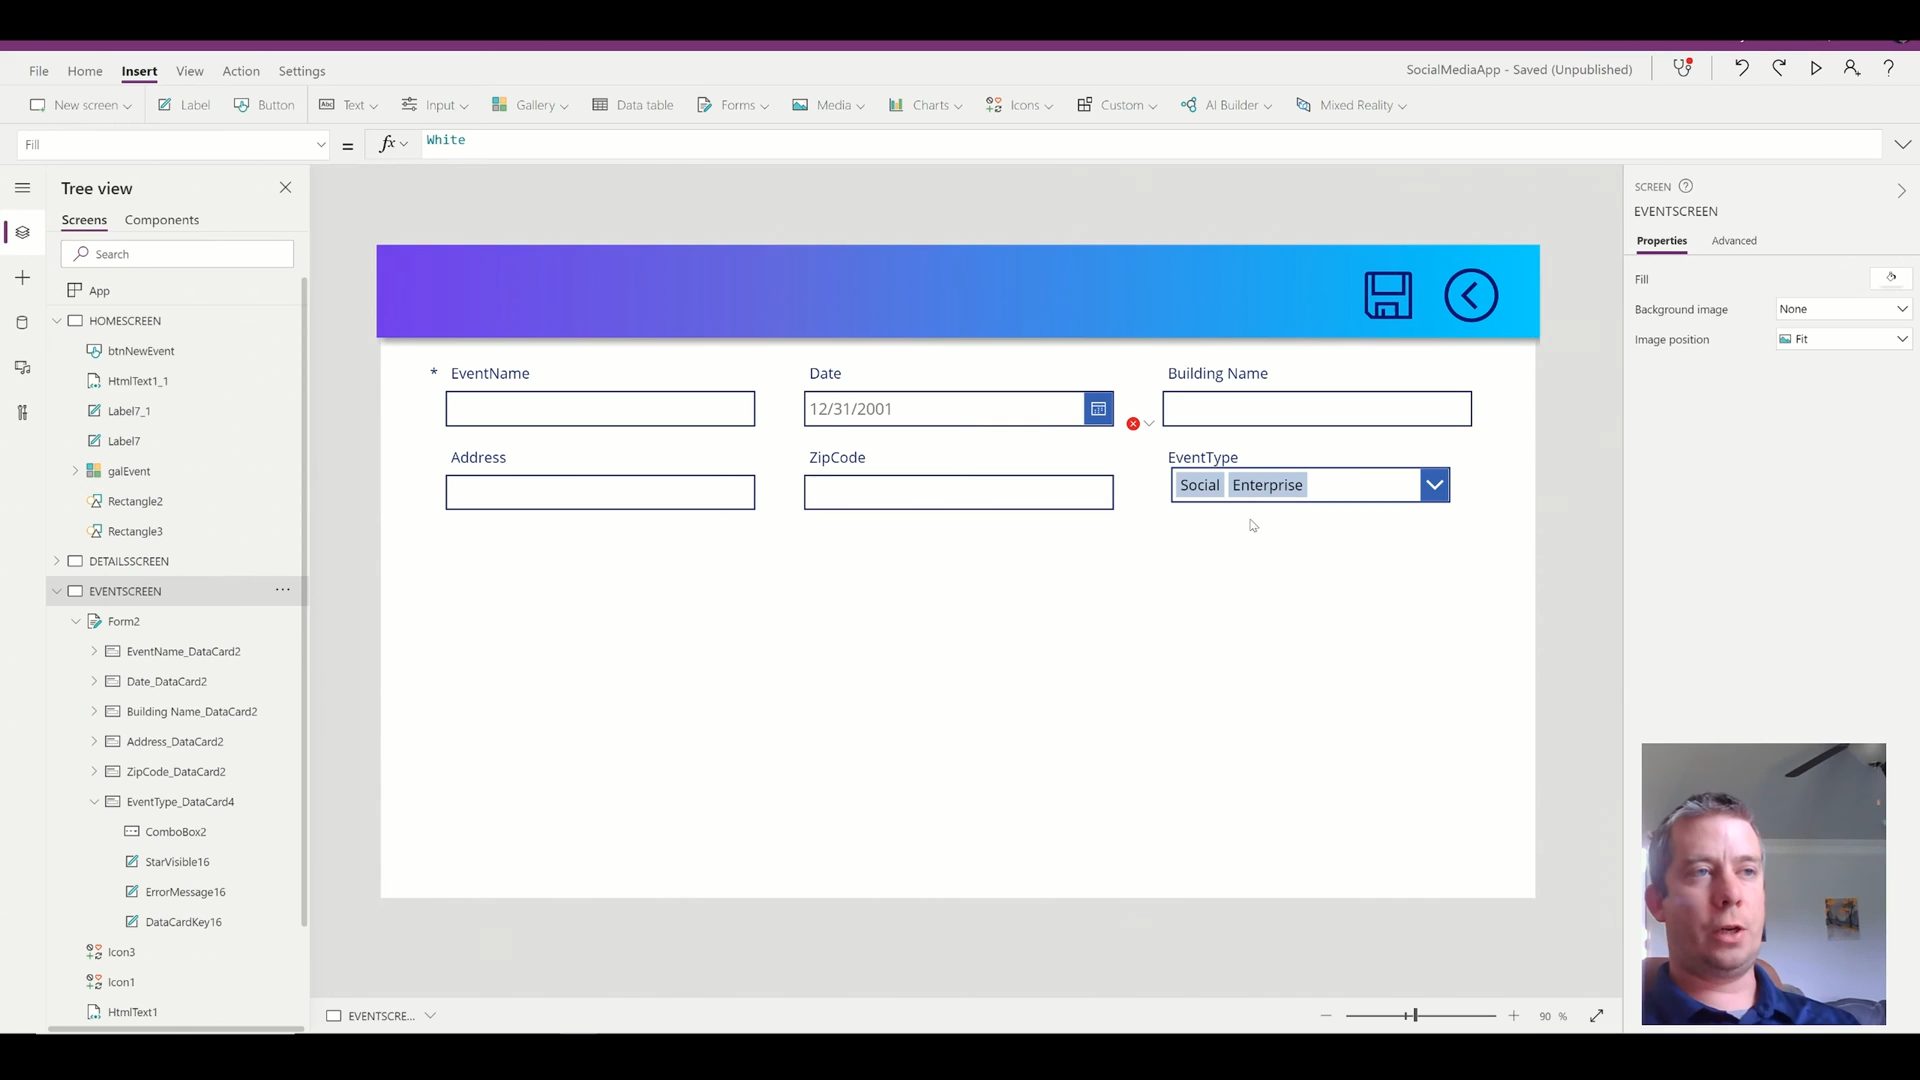 File Home Insert View Action Settings
SocialMediaApp - Saved (Unpublished)
New screen Label Button Text Input Gallery Data table Forms Media Charts Icons Custom AI Builder Mixed Reality
Fill = fx White
Tree view
Screens Components
Search
App
HOMESCREEN
btnNewEvent
HtmlText1_1
Label7_1
Label7
galEvent
Rectangle2
Rectangle3
DETAILSSCREEN
EVENTSCREEN
Form2
EventName_DataCard2
Date_DataCard2
Building Name_DataCard2
Address_DataCard2
ZipCode_DataCard2
EventType_DataCard4
ComboBox2
StarVisible16
ErrorMessage16
DataCardKey16
Icon3
Icon1
HtmlText1
* EventName Date Building Name
12/31/2001
Address ZipCode EventType
Social Enterprise
EVENTSCRE...
90 %
SCREEN
EVENTSCREEN
Properties Advanced
Fill
Background image None
Image position Fit